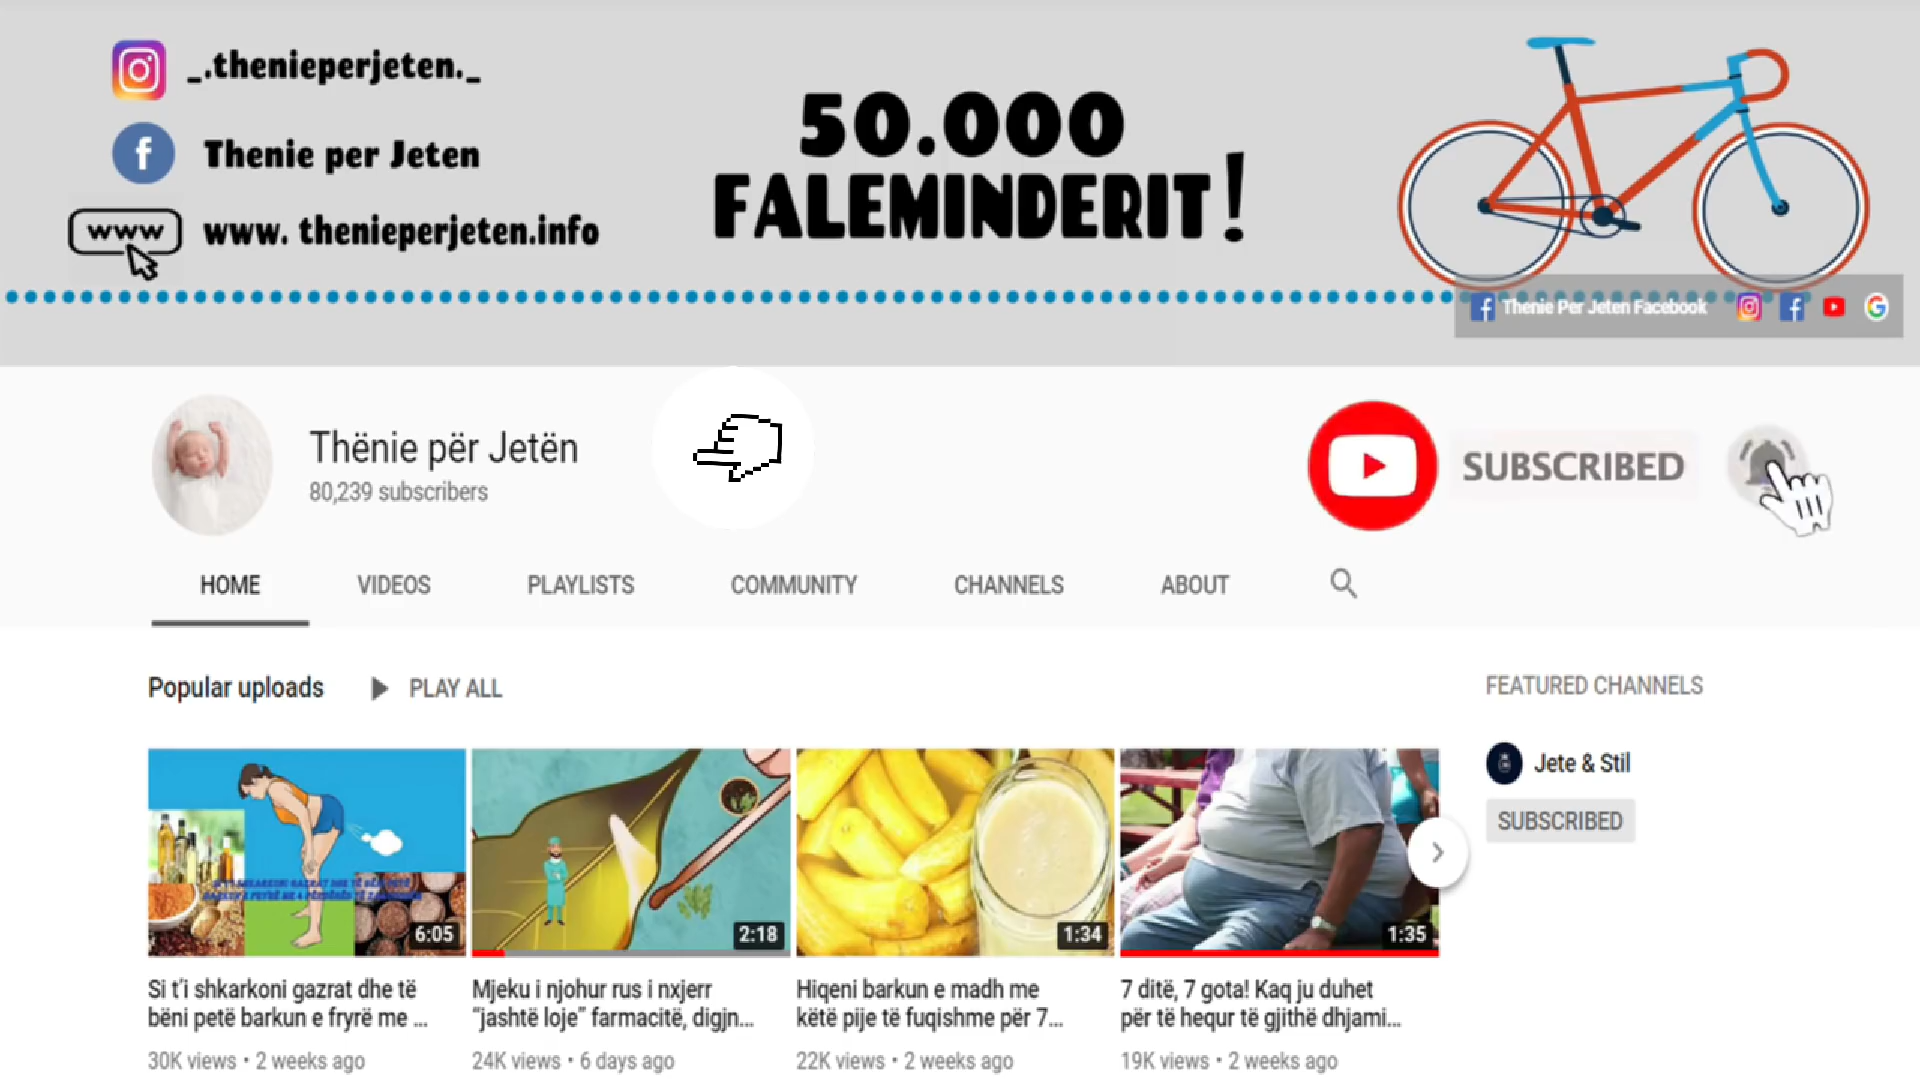 _.thenieperjeten._
Thenie per Jeten
www
www. thenieperjeten.info
50.000
FALEMINDERIT!
Thenie Per Jeten Facebook
Thënie për Jetën
80,239 subscribers
SUBSCRIBED
HOME VIDEOS PLAYLISTS COMMUNITY CHANNELS ABOUT
Popular uploads PLAY ALL
FEATURED CHANNELS
Jete & Stil
SUBSCRIBED
6:05
2:18
1:34
1:35
Si t'i shkarkoni gazrat dhe të
bëni petë barkun e fryrë me ...
30K views • 2 weeks ago
Mjeku i njohur rus i nxjerr
"jashtë loje" farmacitë, digjn...
24K views • 6 days ago
Hiqeni barkun e madh me
këtë pije të fuqishme për 7...
22K views • 2 weeks ago
7 ditë, 7 gota! Kaq ju duhet
për të hequr të gjithë dhjami...
19K views • 2 weeks ago